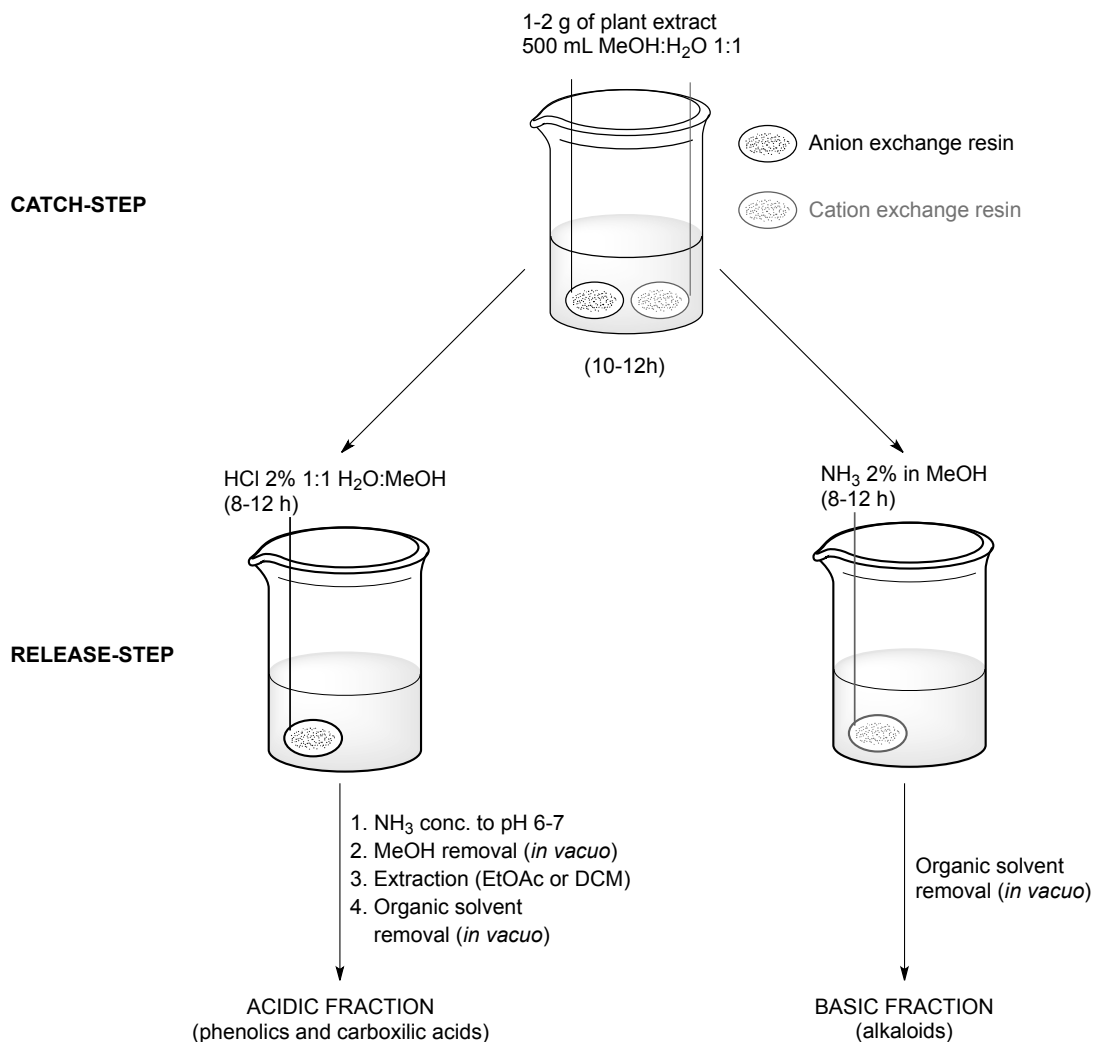 1-2 g of plant extract
500 mL MeOH:H₂O 1:1
Anion exchange resin
Cation exchange resin
CATCH-STEP
(10-12h)
HCl 2% 1:1 H₂O:MeOH
(8-12 h)
NH₃ 2% in MeOH
(8-12 h)
RELEASE-STEP
1. NH₃ conc. to pH 6-7
2. MeOH removal (in vacuo)
3. Extraction (EtOAc or DCM)
4. Organic solvent
removal (in vacuo)
Organic solvent
removal (in vacuo)
ACIDIC FRACTION
(phenolics and carboxilic acids)
BASIC FRACTION
(alkaloids)